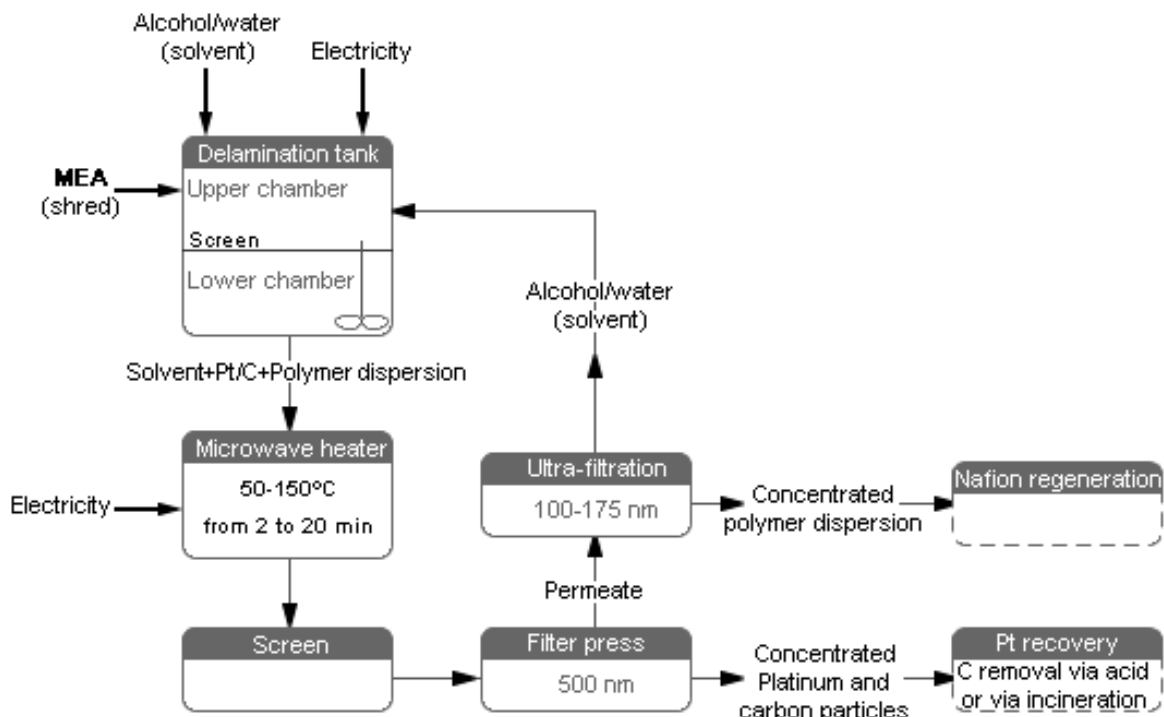 Alcohol/water
(solvent)
Electricity
Delamination tank
MEA
(shred)
Upper chamber
Screen
Lower chamber
Alcohol/water
(solvent)
Solvent+Pt/C+Polymer dispersion
Microwave heater
50-150ºC
from 2 to 20 min
Electricity
Ultra-filtration
100-175 nm
Concentrated
polymer dispersion
Nafion regeneration
Permeate
Screen
Filter press
500 nm
Concentrated
Platinum and
carbon particles
Pt recovery
C removal via acid
or via incineration